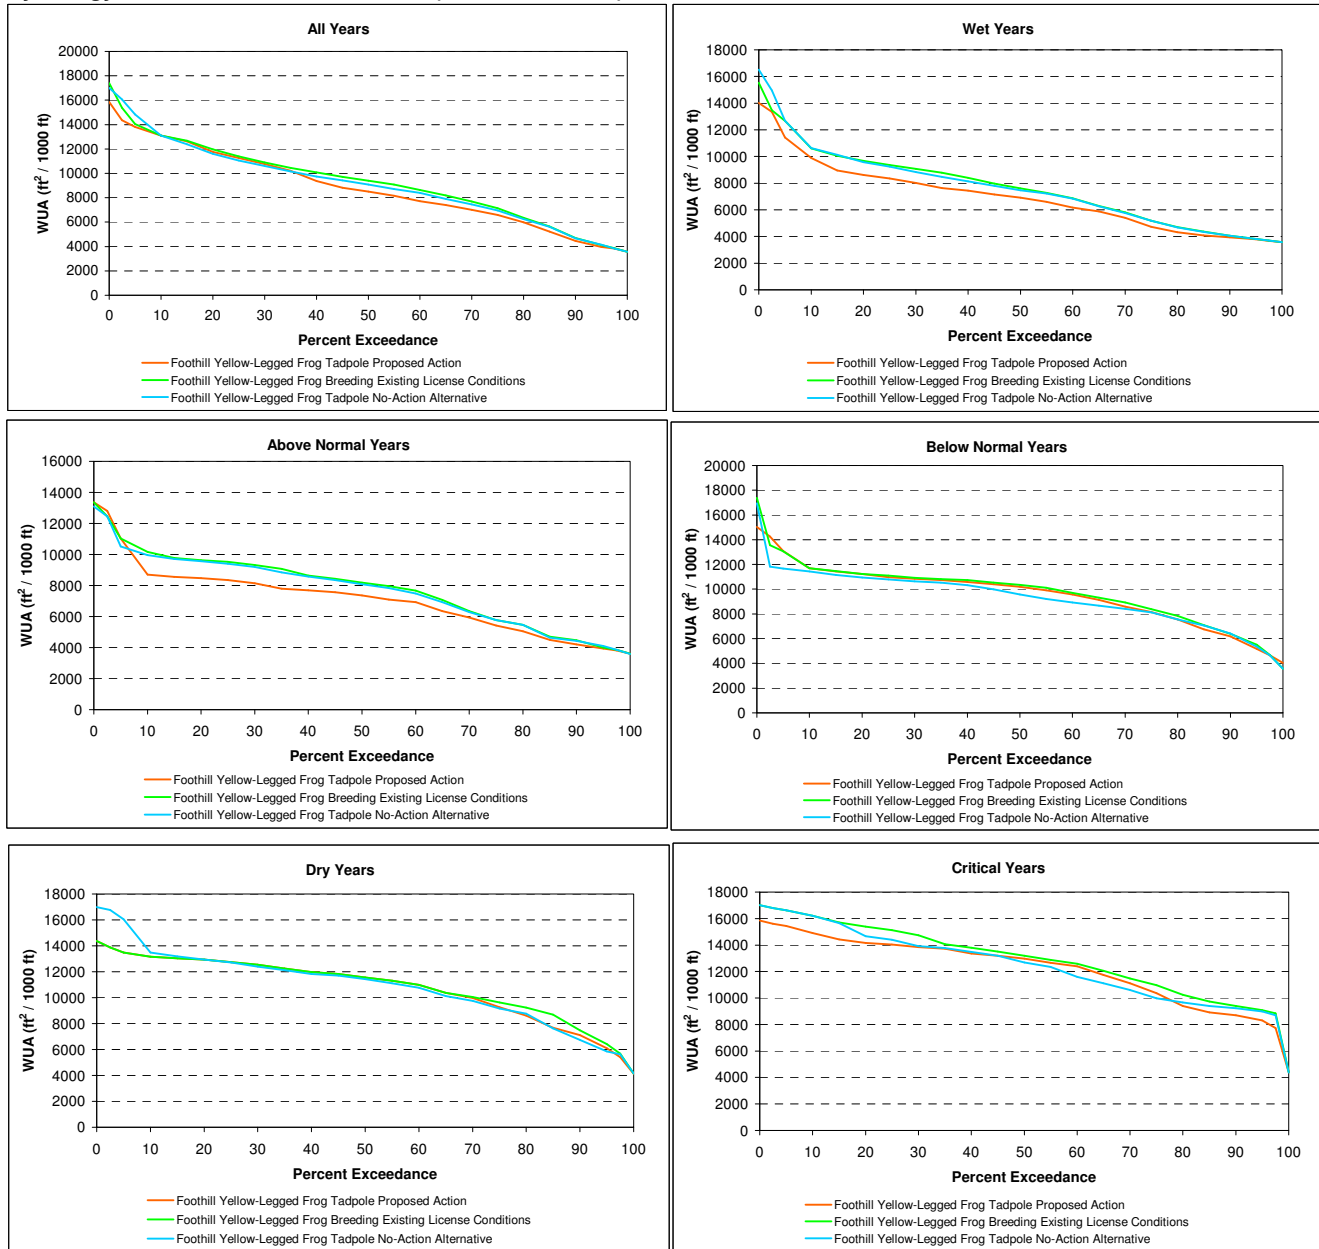 All Years
WUA (ft² / 1000 ft)
20000
18000
16000
14000
12000
10000
8000
6000
4000
2000
0
0 10 20 30 40 50 60 70 80 90 100
Percent Exceedance
Foothill Yellow-Legged Frog Tadpole Proposed Action
Foothill Yellow-Legged Frog Breeding Existing License Conditions
Foothill Yellow-Legged Frog Tadpole No-Action Alternative
Wet Years
WUA (ft² / 1000 ft)
18000
16000
14000
12000
10000
8000
6000
4000
2000
0
0 10 20 30 40 50 60 70 80 90 100
Percent Exceedance
Foothill Yellow-Legged Frog Tadpole Proposed Action
Foothill Yellow-Legged Frog Breeding Existing License Conditions
Foothill Yellow-Legged Frog Tadpole No-Action Alternative
Above Normal Years
WUA (ft² / 1000 ft)
16000
14000
12000
10000
8000
6000
4000
2000
0
0 10 20 30 40 50 60 70 80 90 100
Percent Exceedance
Foothill Yellow-Legged Frog Tadpole Proposed Action
Foothill Yellow-Legged Frog Breeding Existing License Conditions
Foothill Yellow-Legged Frog Tadpole No-Action Alternative
Below Normal Years
WUA (ft² / 1000 ft)
20000
18000
16000
14000
12000
10000
8000
6000
4000
2000
0
0 10 20 30 40 50 60 70 80 90 100
Percent Exceedance
Foothill Yellow-Legged Frog Tadpole Proposed Action
Foothill Yellow-Legged Frog Breeding Existing License Conditions
Foothill Yellow-Legged Frog Tadpole No-Action Alternative
Dry Years
WUA (ft² / 1000 ft)
18000
16000
14000
12000
10000
8000
6000
4000
2000
0
0 10 20 30 40 50 60 70 80 90 100
Percent Exceedance
Foothill Yellow-Legged Frog Tadpole Proposed Action
Foothill Yellow-Legged Frog Breeding Existing License Conditions
Foothill Yellow-Legged Frog Tadpole No-Action Alternative
Critical Years
WUA (ft² / 1000 ft)
18000
16000
14000
12000
10000
8000
6000
4000
2000
0
0 10 20 30 40 50 60 70 80 90 100
Percent Exceedance
Foothill Yellow-Legged Frog Tadpole Proposed Action
Foothill Yellow-Legged Frog Breeding Existing License Conditions
Foothill Yellow-Legged Frog Tadpole No-Action Alternative